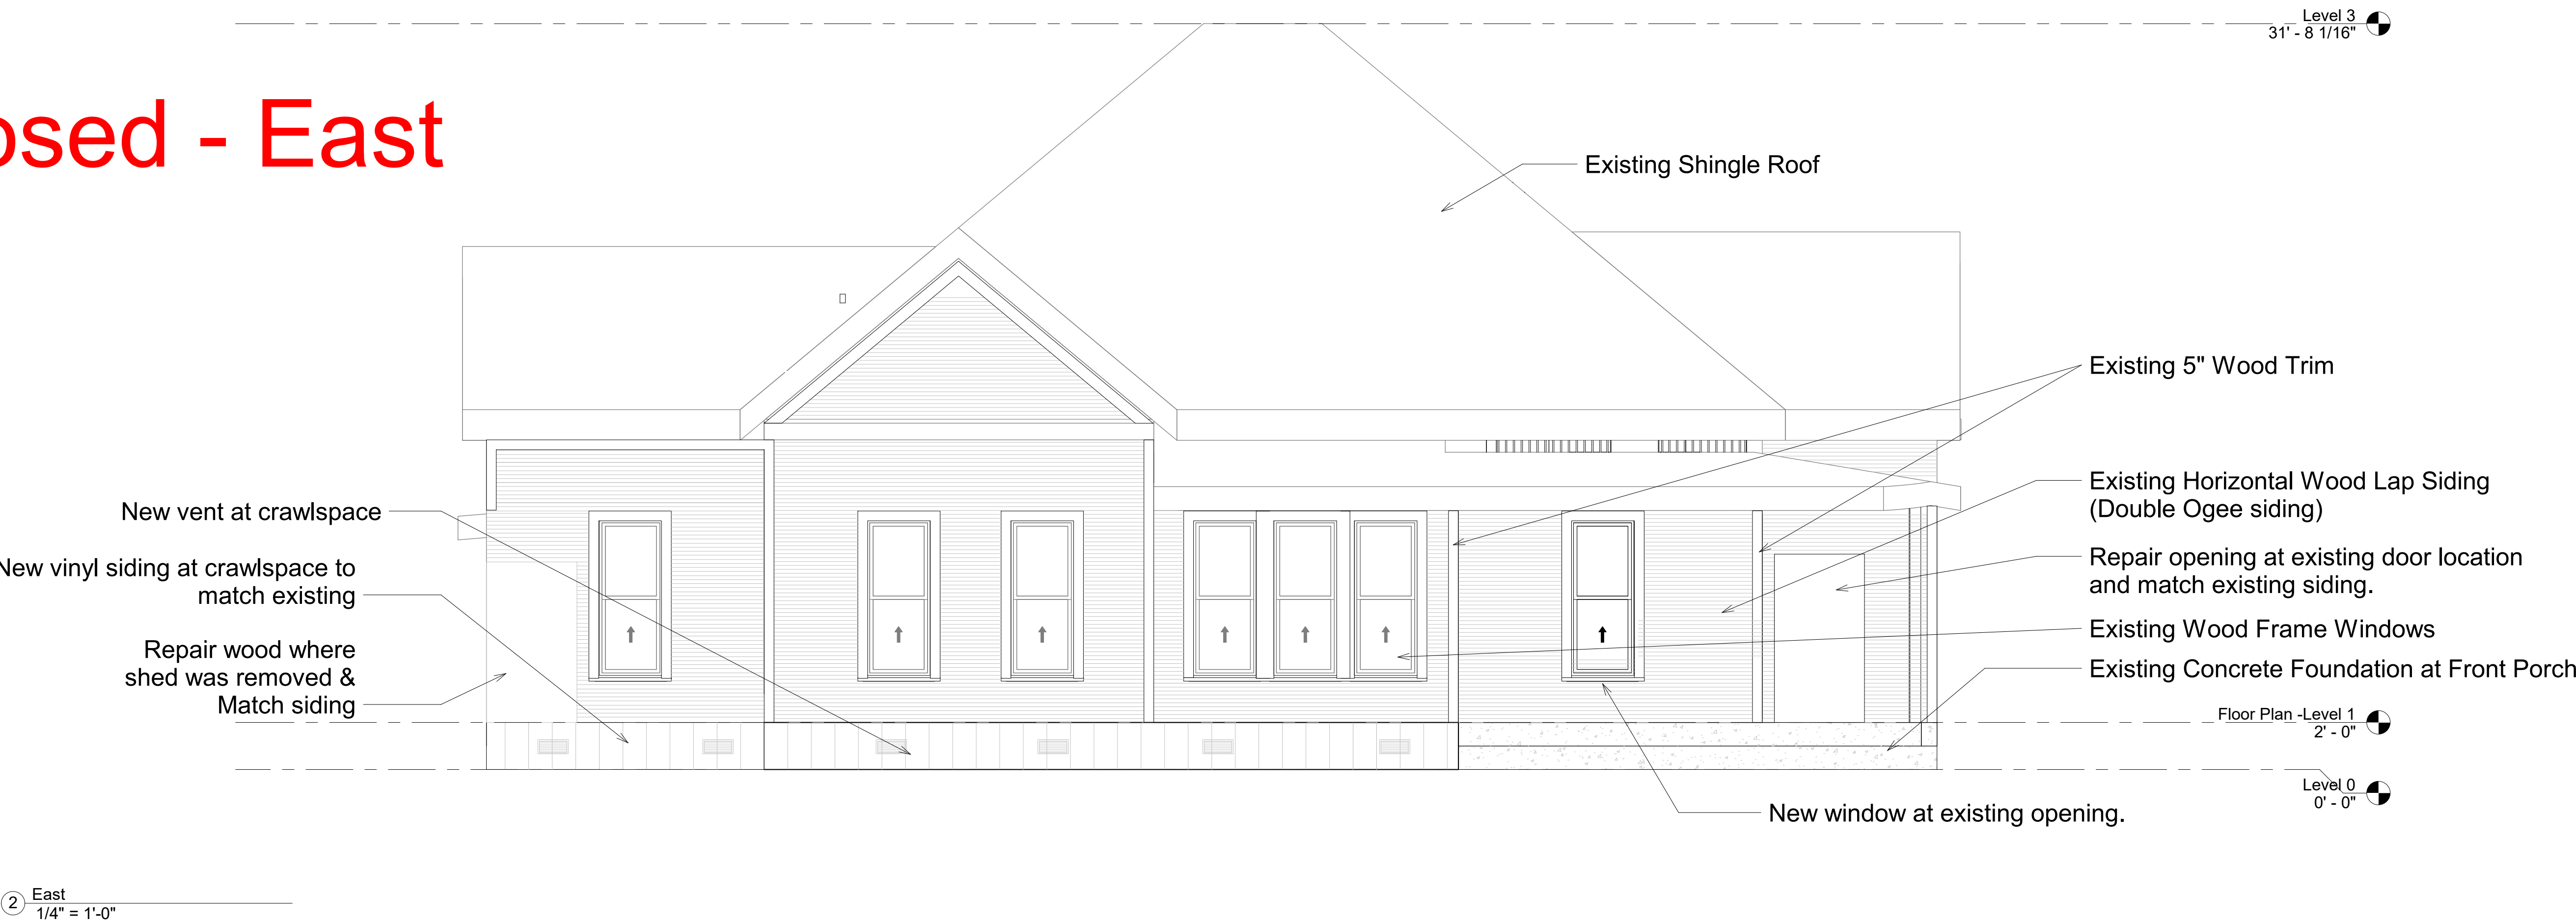 Level 3
31' - 8 1/16"
osed - East
Existing Shingle Roof
Existing 5" Wood Trim
Existing Horizontal Wood Lap Siding
(Double Ogee siding)
New vent at crawlspace
Repair opening at existing door location
and match existing siding.
New vinyl siding at crawlspace to
match existing
Existing Wood Frame Windows
Repair wood where
shed was removed &
Match siding
Existing Concrete Foundation at Front Porch
Floor Plan -Level 1
2' - 0"
Level 0
0' - 0"
New window at existing opening.
2
East
1/4" = 1'-0"